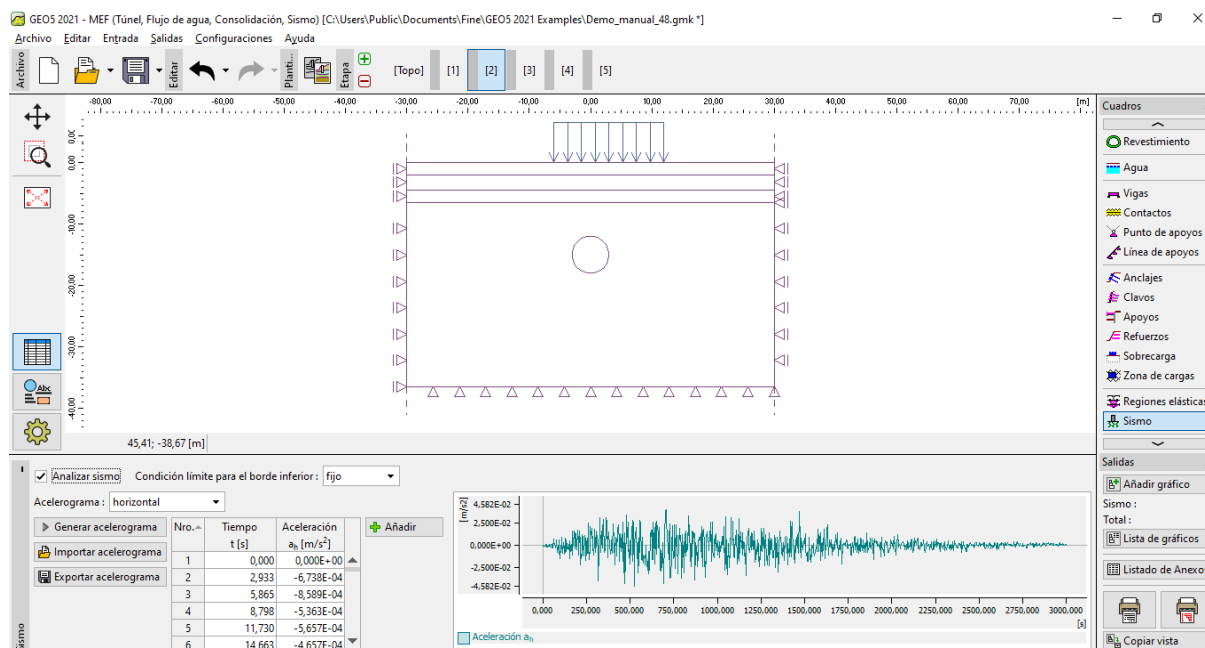 GEO5 2021 - MEF (Túnel, Flujo de agua, Consolidación, Sismo) [C:\Users\Public\Documents\Fine\GEO5 2021 Examples\Demo_manual_48.gmk *]
Archivo Editar Entrada Salidas Configuraciones Ayuda
Archivo Editar Planti... Etapa [Topo] [1] [2] [3] [4] [5]
-80,00 -70,00 -60,00 -50,00 -40,00 -30,00 -20,00 -10,00 0,00 10,00 20,00 30,00 40,00 50,00 60,00 70,00 [m]
0,00
0,00
-10,00
-20,00
-30,00
-40,00
Abc
45,41; -38,67 [m]
Cuadros
Revestimiento
Agua
Vigas
Contactos
Punto de apoyos
Línea de apoyos
Anclajes
Clavos
Apoyos
Refuerzos
Sobrecarga
Zona de cargas
Regiones elásticas
Sismo
Salidas
Añadir gráfico
Sismo :
Total :
Lista de gráficos
Listado de Anexos
Copiar vista
Sismo
Analizar sismo Condición límite para el borde inferior : fijo
Acelerograma : horizontal
Generar acelerograma
Importar acelerograma
Exportar acelerograma
Nro. Tiempo Aceleración
t [s] ah [m/s²]
1 0,000 0,000E+00
2 2,933 -6,738E-04
3 5,865 -8,589E-04
4 8,798 -5,363E-04
5 11,730 -5,657E-04
6 14,663 -4,657E-04
Añadir
[m/s2]
4,582E-02
2,500E-02
0,000E+00
-2,500E-02
-4,582E-02
0,000 250,000 500,000 750,000 1000,000 1250,000 1500,000 1750,000 2000,000 2250,000 2500,000 2750,000 3000,000
[s]
Aceleración ah